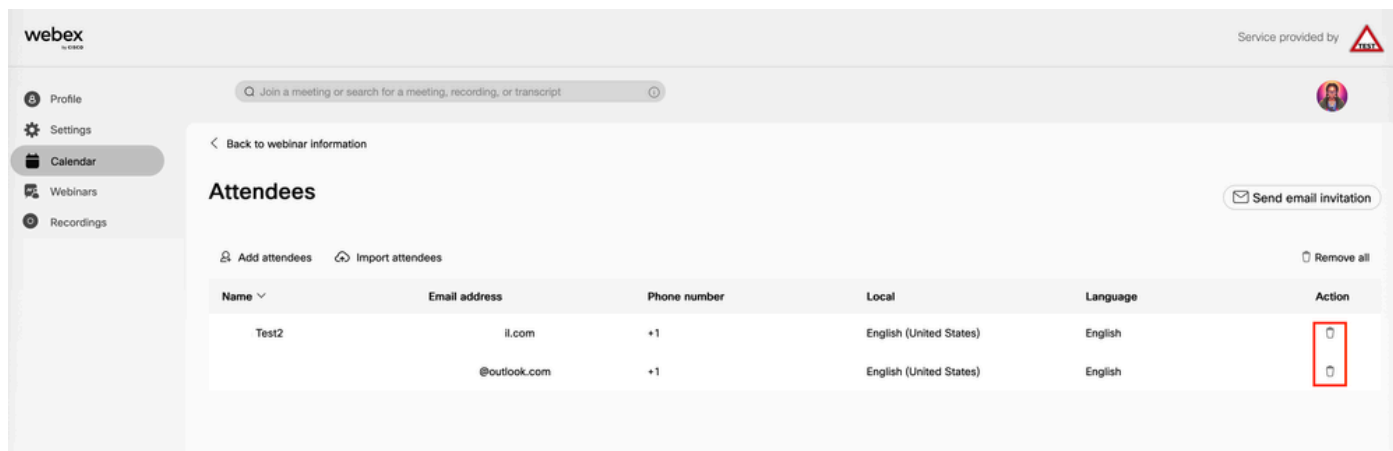 webex
by CISCO
Service provided by
TEST
Profile
Settings
Calendar
Webinars
Recordings
Join a meeting or search for a meeting, recording, or transcript
Back to webinar information
Attendees
Send email invitation
Add attendees Import attendees Remove all
Name Email address Phone number Local Language Action
Test2 il.com +1 English (United States) English
@outlook.com +1 English (United States) English